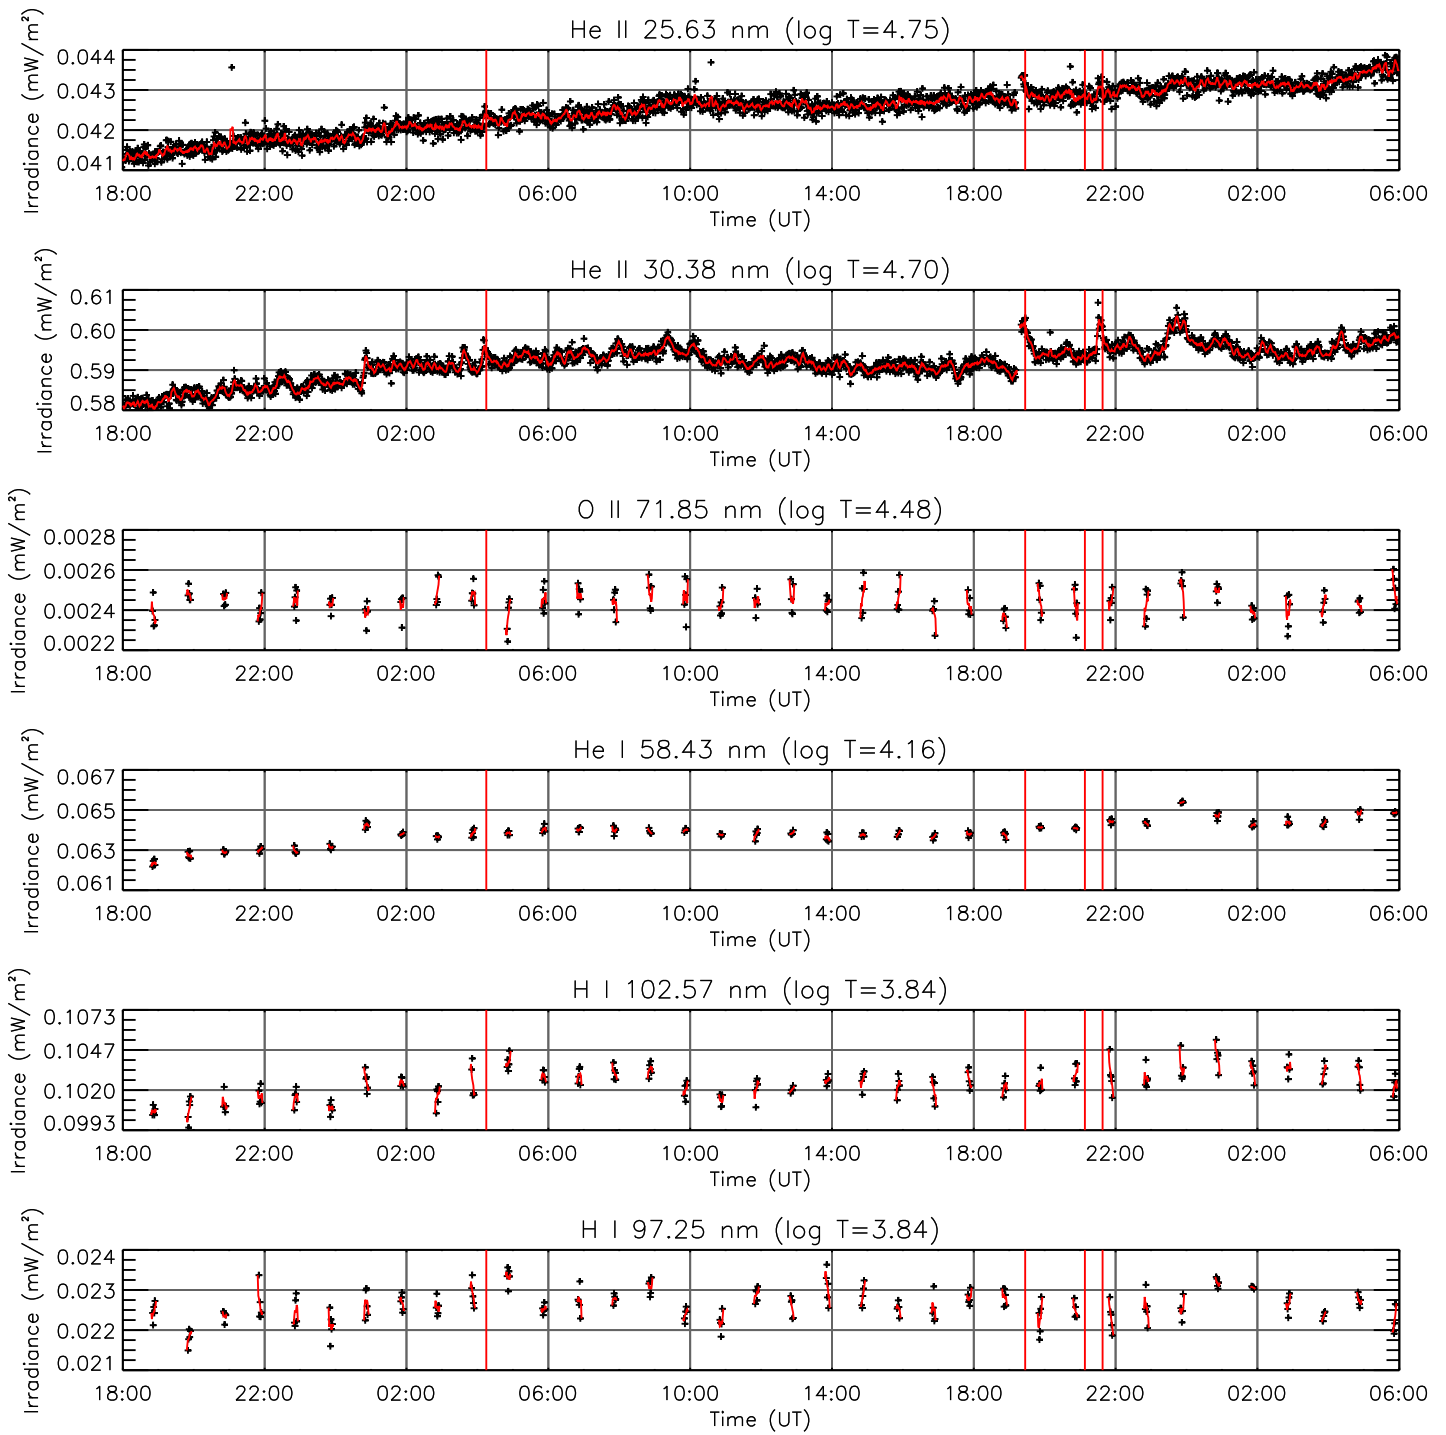 He II 25.63 nm (log T=4.75)
Irradiance (mW/m²)
0.044
0.043
0.042
0.041
18:00 22:00 02:00 06:00 10:00 14:00 18:00 22:00 02:00 06:00
Time (UT)
He II 30.38 nm (log T=4.70)
Irradiance (mW/m²)
0.61
0.60
0.59
0.58
18:00 22:00 02:00 06:00 10:00 14:00 18:00 22:00 02:00 06:00
Time (UT)
O II 71.85 nm (log T=4.48)
Irradiance (mW/m²)
0.0028
0.0026
0.0024
0.0022
18:00 22:00 02:00 06:00 10:00 14:00 18:00 22:00 02:00 06:00
Time (UT)
He I 58.43 nm (log T=4.16)
Irradiance (mW/m²)
0.067
0.065
0.063
0.061
18:00 22:00 02:00 06:00 10:00 14:00 18:00 22:00 02:00 06:00
Time (UT)
H I 102.57 nm (log T=3.84)
Irradiance (mW/m²)
0.1073
0.1047
0.1020
0.0993
18:00 22:00 02:00 06:00 10:00 14:00 18:00 22:00 02:00 06:00
Time (UT)
H I 97.25 nm (log T=3.84)
Irradiance (mW/m²)
0.024
0.023
0.022
0.021
18:00 22:00 02:00 06:00 10:00 14:00 18:00 22:00 02:00 06:00
Time (UT)